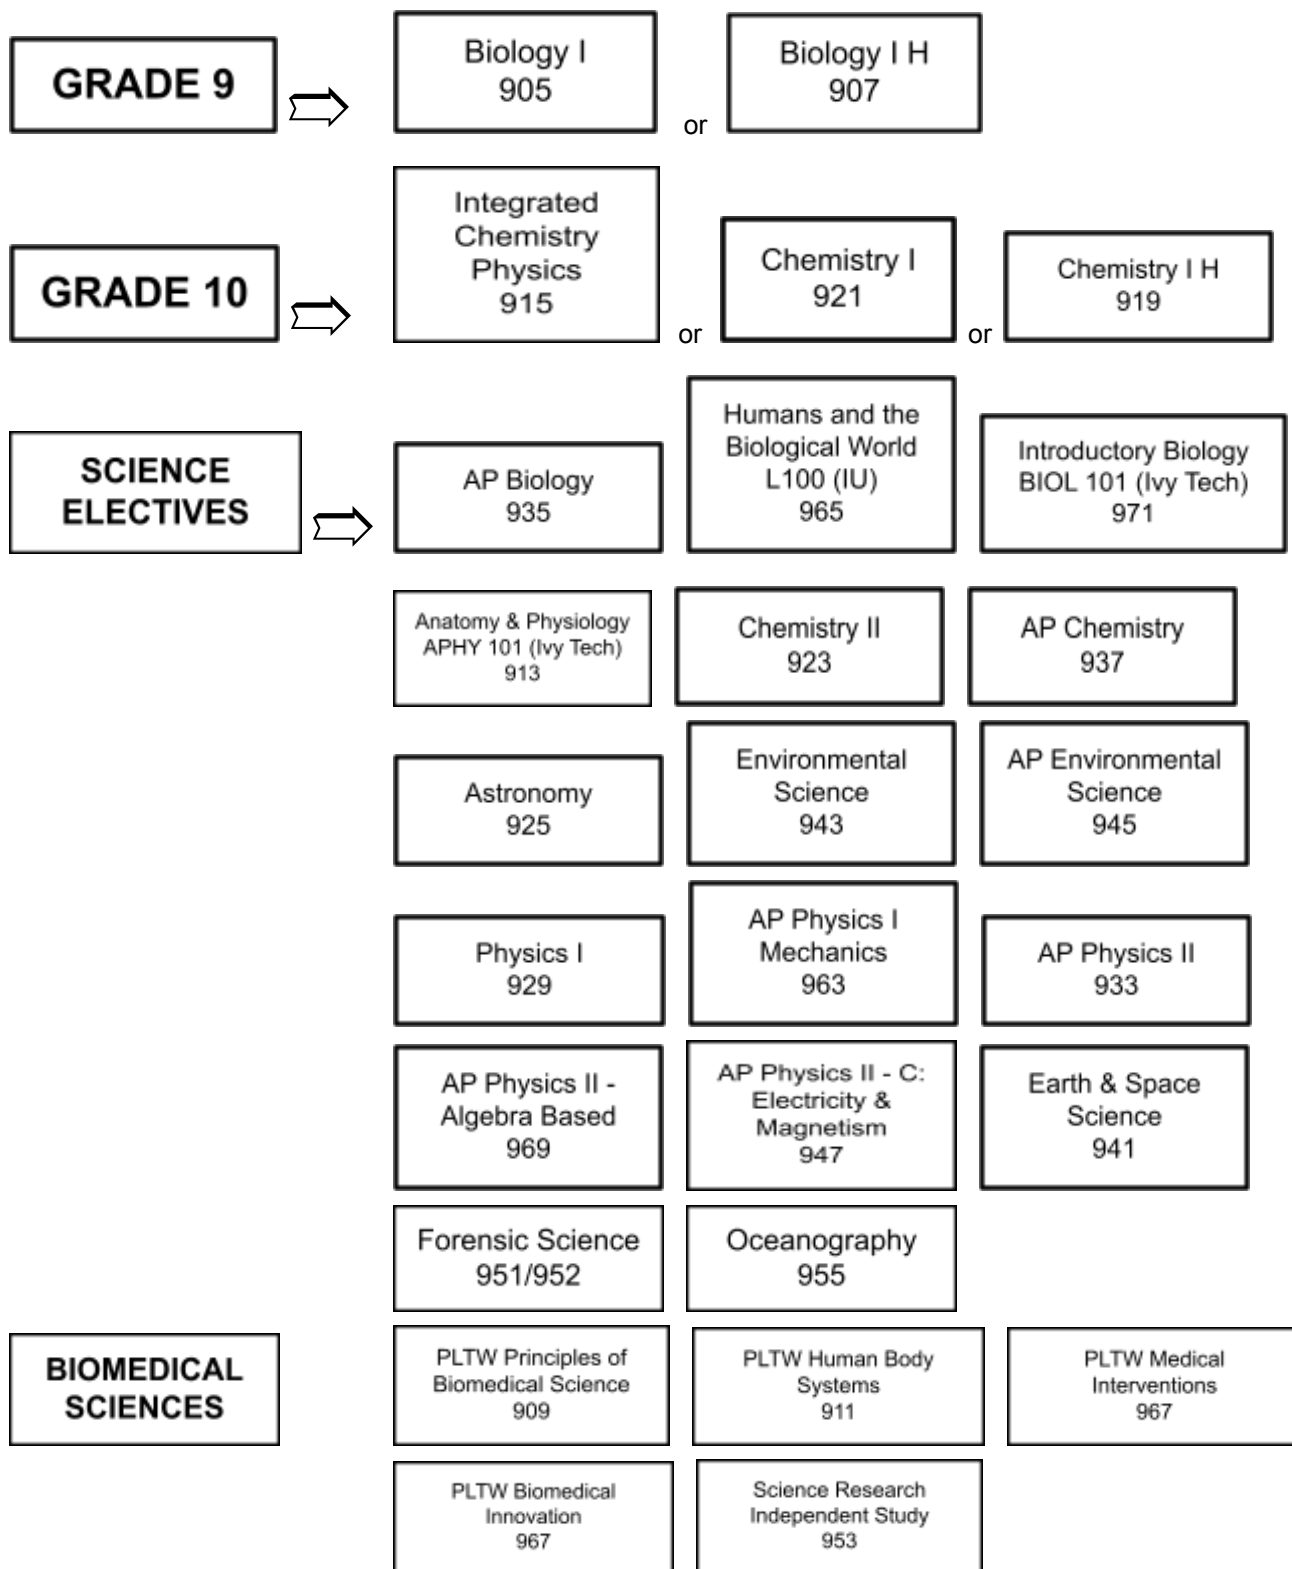 GRADE 9
Biology I
905
or
Biology I H
907
GRADE 10
Integrated
Chemistry
Physics
915
or
Chemistry I
921
or
Chemistry I H
919
SCIENCE
ELECTIVES
AP Biology
935
Humans and the
Biological World
L100 (IU)
965
Introductory Biology
BIOL 101 (Ivy Tech)
971
Anatomy & Physiology
APHY 101 (Ivy Tech)
913
Chemistry II
923
AP Chemistry
937
Astronomy
925
Environmental
Science
943
AP Environmental
Science
945
Physics I
929
AP Physics I
Mechanics
963
AP Physics II
933
AP Physics II -
Algebra Based
969
AP Physics II - C:
Electricity &
Magnetism
947
Earth & Space
Science
941
Forensic Science
951/952
Oceanography
955
BIOMEDICAL
SCIENCES
PLTW Principles of
Biomedical Science
909
PLTW Human Body
Systems
911
PLTW Medical
Interventions
967
PLTW Biomedical
Innovation
967
Science Research
Independent Study
953